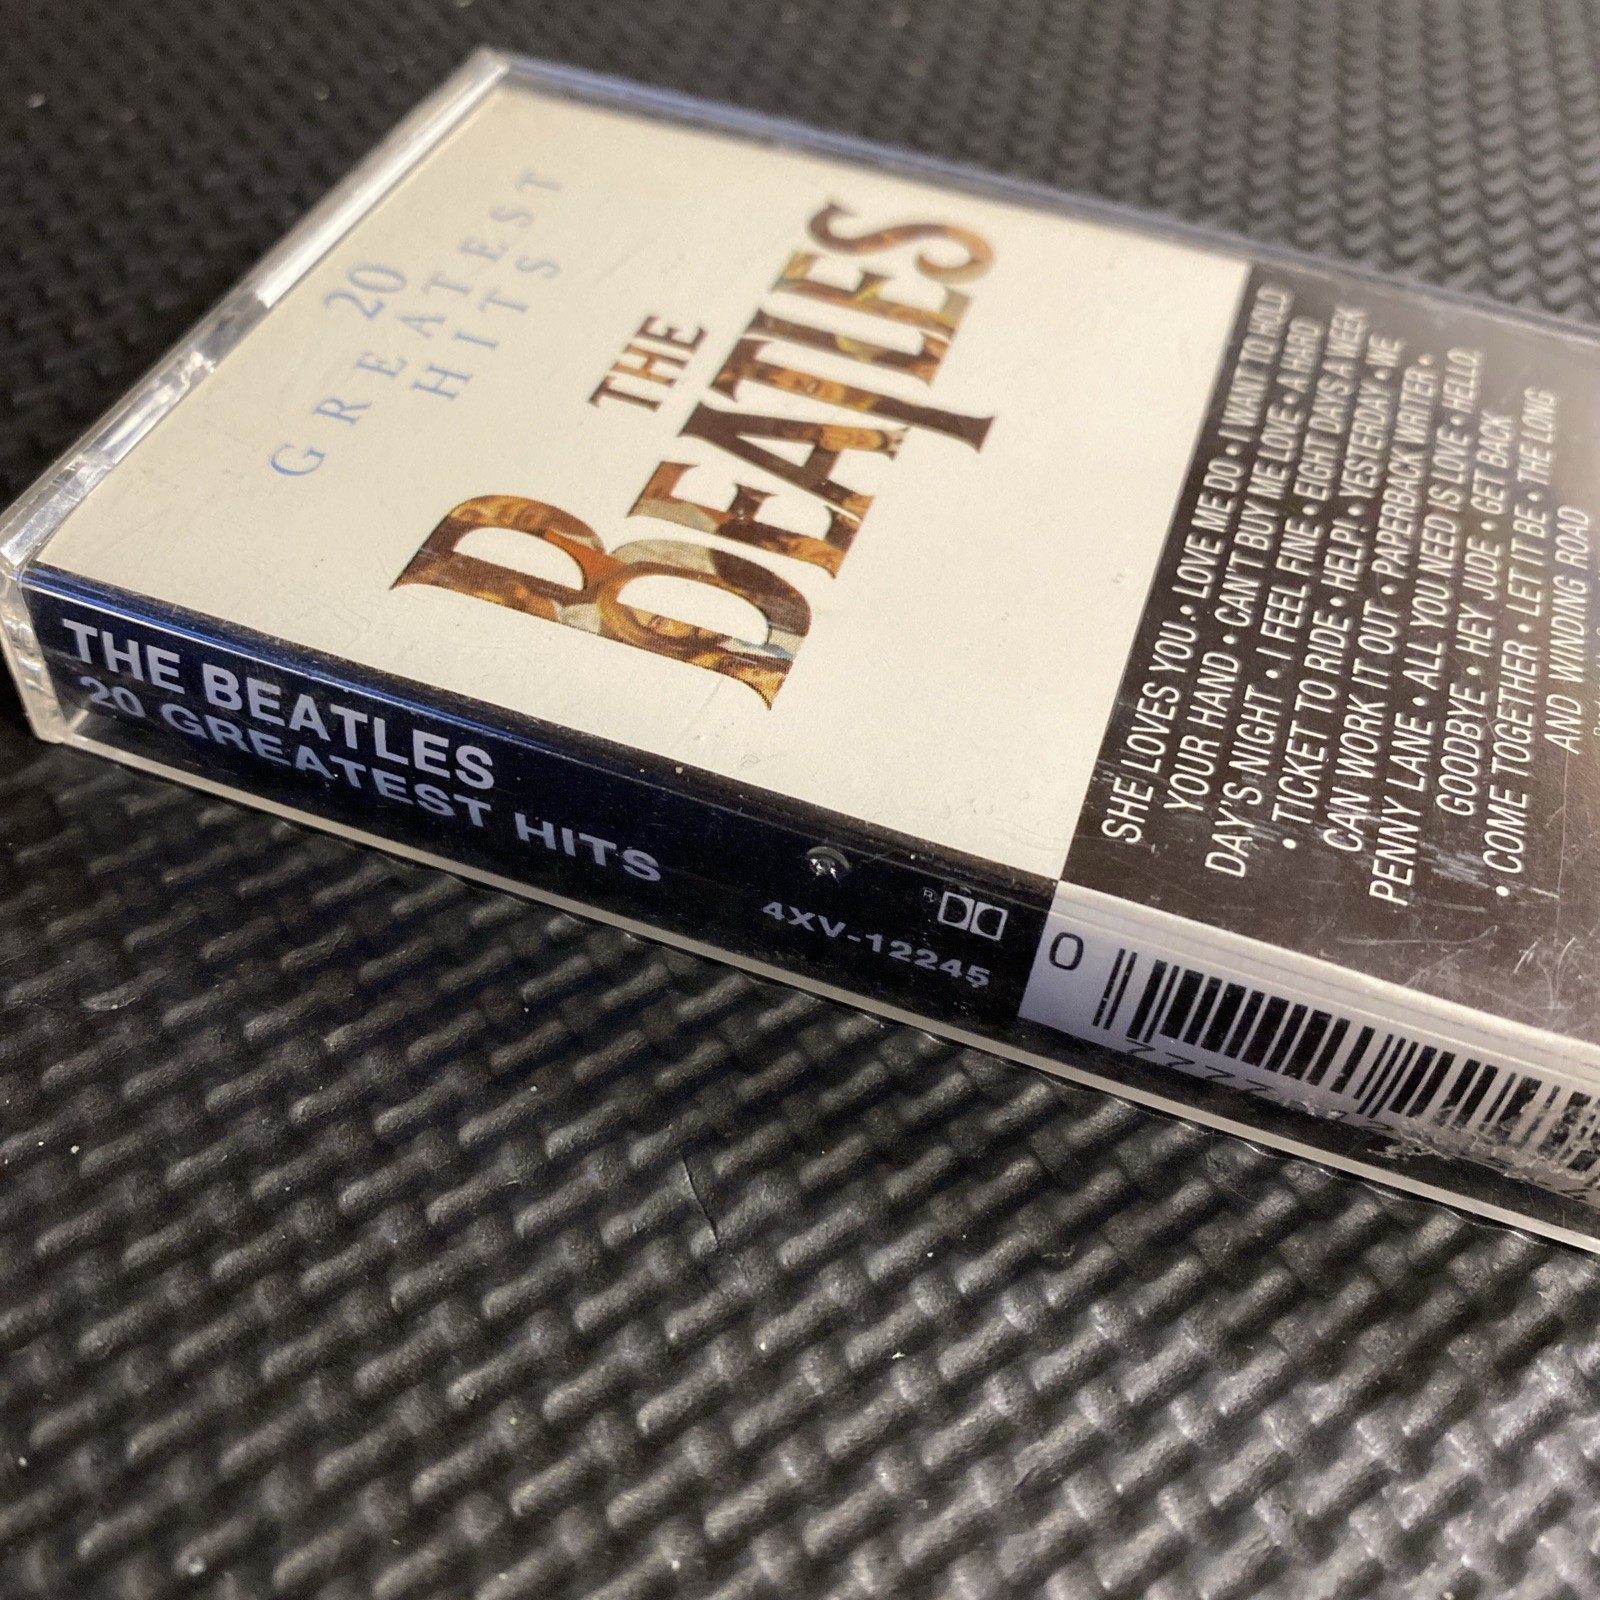 20
GREATEST
HITS
THE
BEATLES
THE BEATLES
20 GREATEST HITS
4XV-12245
SHE LOVES YOU • LOVE ME DO • I WANT TO HOLD
YOUR HAND • CAN'T BUY ME LOVE • A HARD
DAY'S NIGHT • I FEEL FINE • EIGHT DAYS A WEEK
• TICKET TO RIDE • HELP! • YESTERDAY • WE
CAN WORK IT OUT • PAPERBACK WRITER •
PENNY LANE • ALL YOU NEED IS LOVE • HELLO,
GOODBYE • HEY JUDE • GET BACK
• COME TOGETHER • LET IT BE • THE LONG
AND WINDING ROAD
0